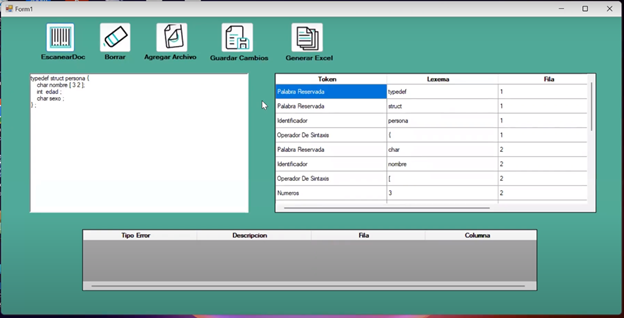 Form1
EscanearDoc Borrar Agregar Archivo Guardar Cambios Generar Excel
typedef struct persona {
char nombre [ 3 2 ];
int edad ;
char sexo ;
} ;
Token Lexema Fila
Palabra Reservada typedef 1
Palabra Reservada struct 1
Identificador persona 1
Operador De Sintaxis { 1
Palabra Reservada char 2
Identificador nombre 2
Operador De Sintaxis [ 2
Numeros 3 2
Tipo Error Descripcion Fila Columna